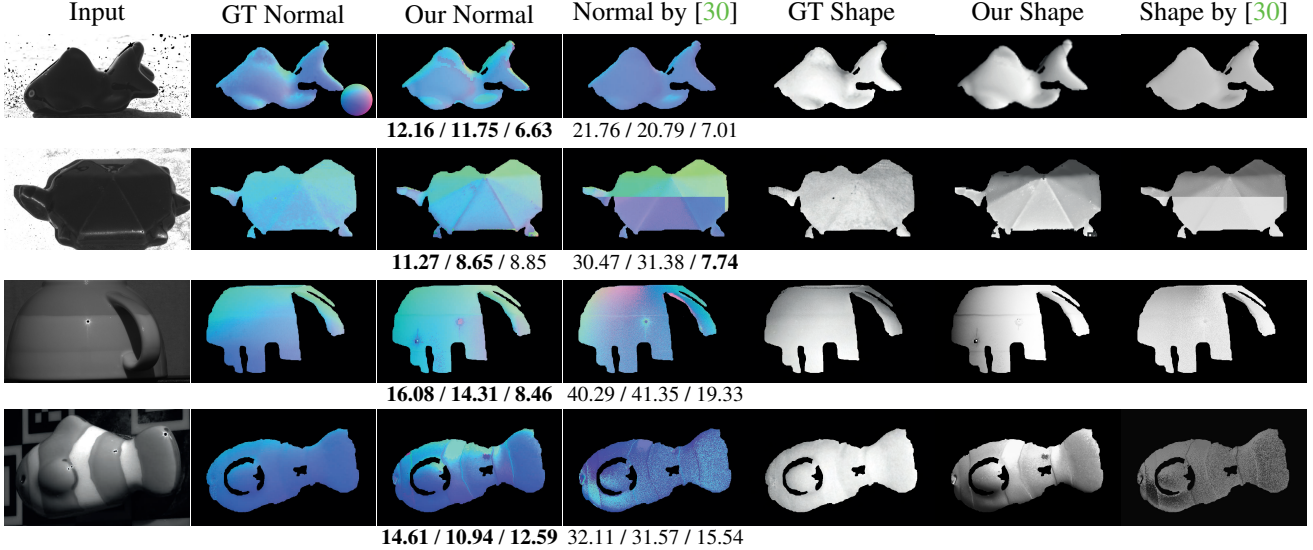 Input GT Normal Our Normal Normal by [30] GT Shape Our Shape Shape by [30]
12.16 / 11.75 / 6.63 21.76 / 20.79 / 7.01
11.27 / 8.65 / 8.85 30.47 / 31.38 / 7.74
16.08 / 14.31 / 8.46 40.29 / 41.35 / 19.33
14.61 / 10.94 / 12.59 32.11 / 31.57 / 15.54